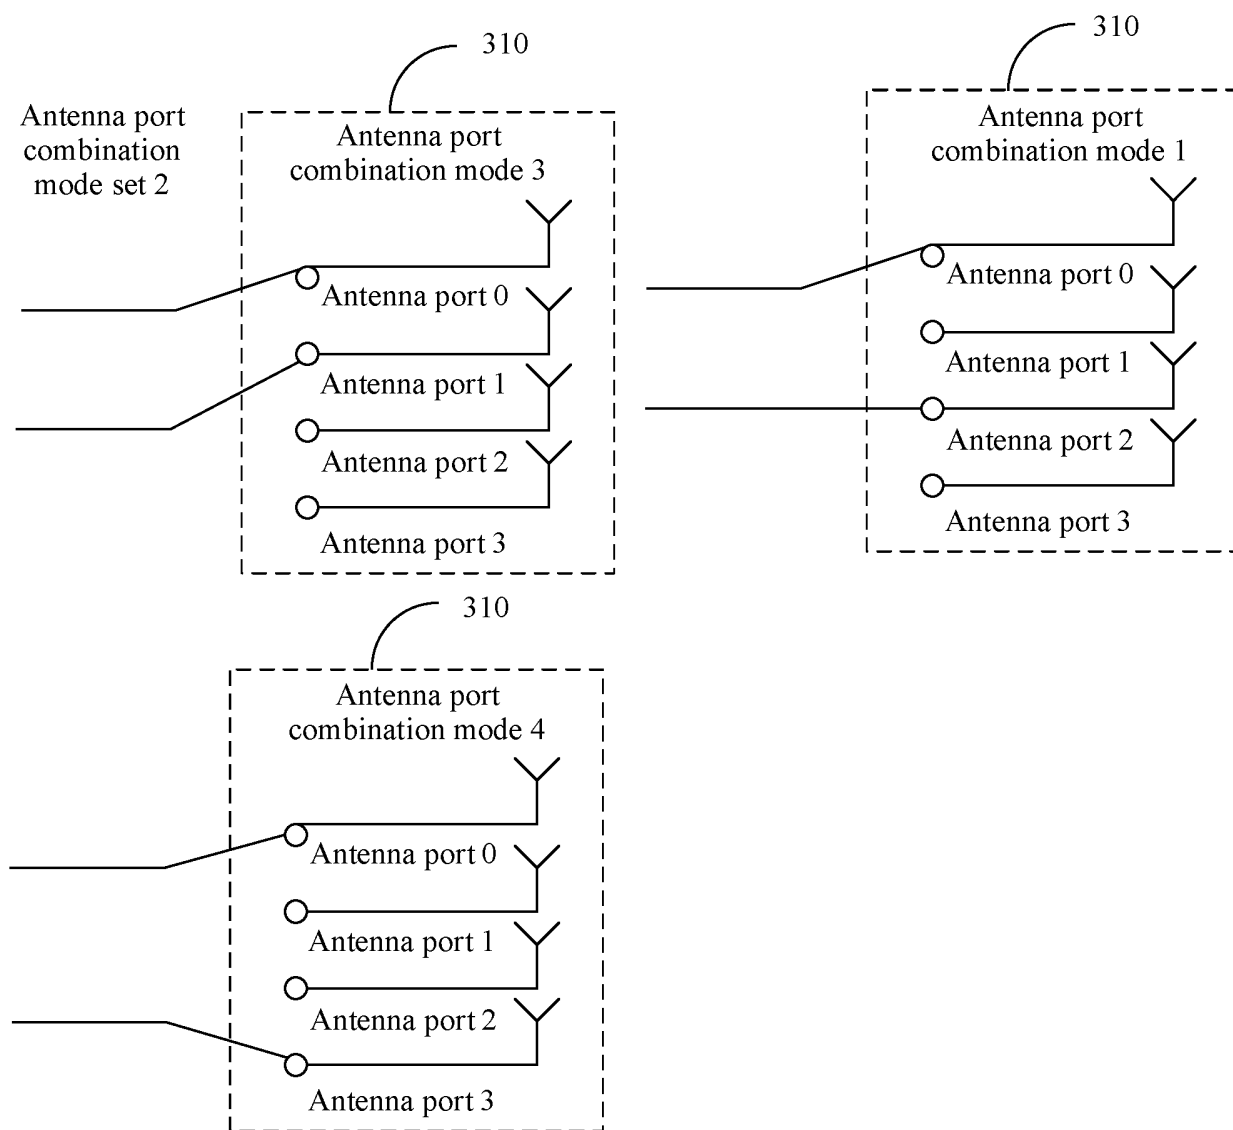 Antenna port
combination
mode set 2
310
Antenna port
combination mode 3
Antenna port 0
Antenna port 1
Antenna port 2
Antenna port 3
310
Antenna port
combination mode 1
Antenna port 0
Antenna port 1
Antenna port 2
Antenna port 3
310
Antenna port
combination mode 4
Antenna port 0
Antenna port 1
Antenna port 2
Antenna port 3